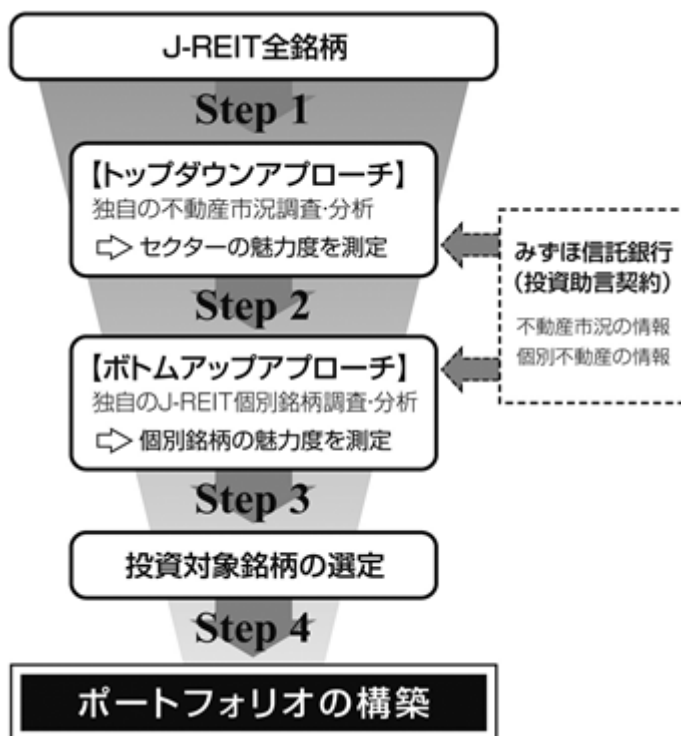 J-REIT全銘柄
Step 1
【トップダウンアプローチ】
独自の不動産市況調査・分析
⇨ セクターの魅力度を測定
Step 2
【ボトムアップアプローチ】
独自のJ-REIT個別銘柄調査・分析
⇨ 個別銘柄の魅力度を測定
みずほ信託銀行
（投資助言契約）
不動産市況の情報
個別不動産の情報
Step 3
投資対象銘柄の選定
Step 4
ポートフォリオの構築